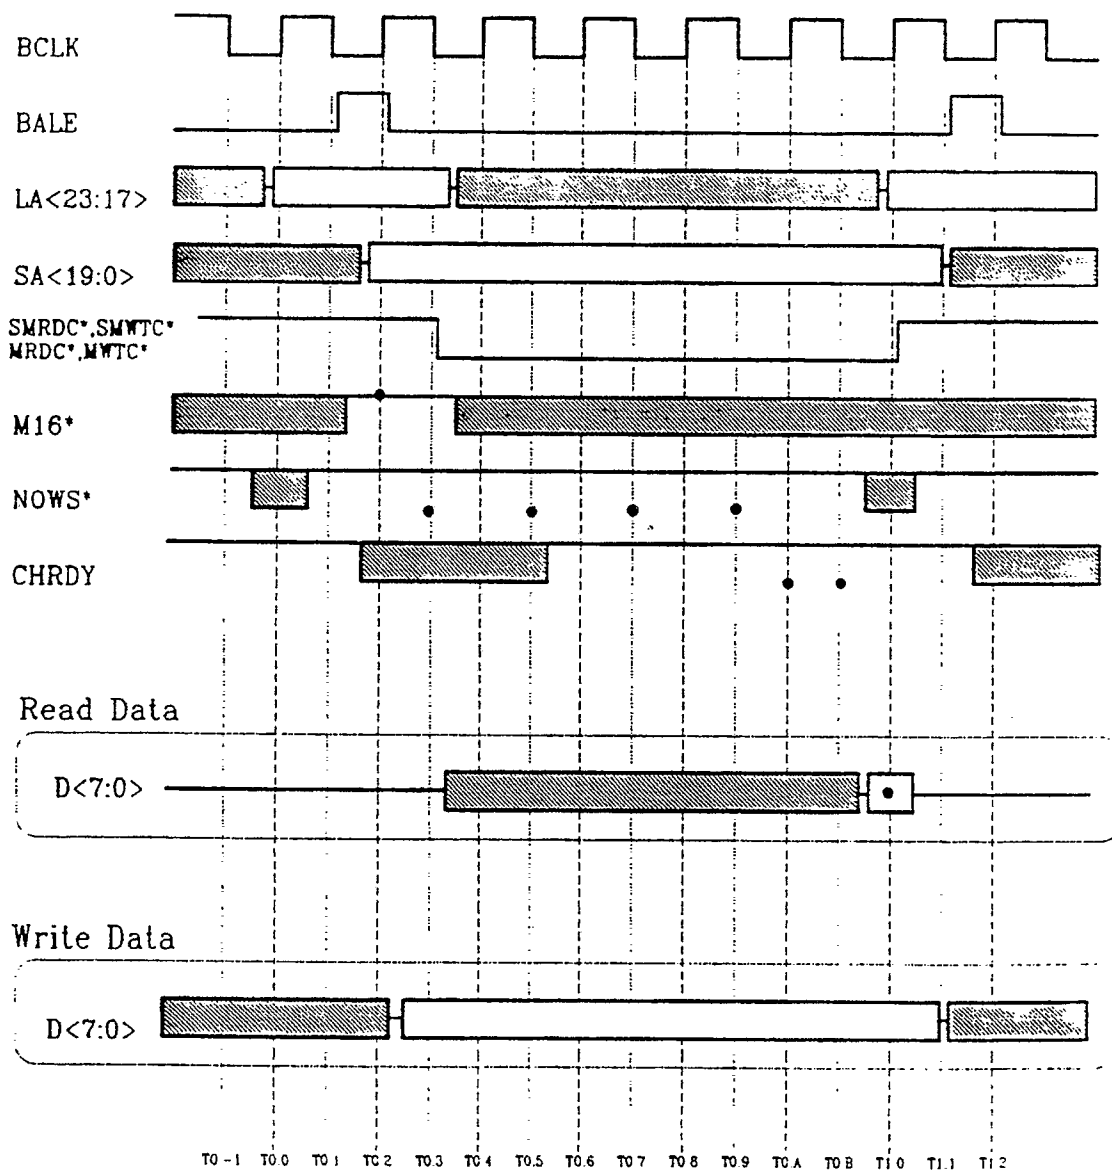 BCLK
BALE
LA<23:17>
SA<19:0>
SMRDC*,SMWTC*
MRDC*,MWTC*
M16*
NOWS*
CHRDY
Read Data
D<7:0>
Write Data
D<7:0>
T0 -1 T0.0 T0 1 T0 2 T0.3 T0 4 T0.5 T0 6 T0 7 T0 8 T0.9 T0.A T0 B T1 0 T1.1 T1 2